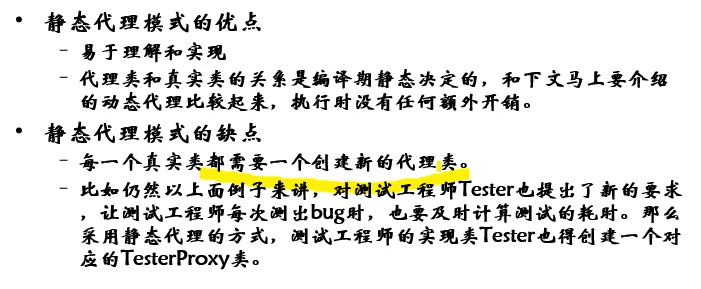 • 静态代理模式的优点
– 易于理解和实现
– 代理类和真实类的关系是编译期静态决定的，和下文马上要介绍
的动态代理比较起来，执行时没有任何额外开销。
• 静态代理模式的缺点
– 每一个真实类都需要一个创建新的代理类。
– 比如仍然以上面例子来讲，对测试工程师Tester也提出了新的要求
，让测试工程师每次测出bug时，也要及时计算测试的耗时。那么
采用静态代理的方式，测试工程师的实现类Tester也得创建一个对
应的TesterProxy类。